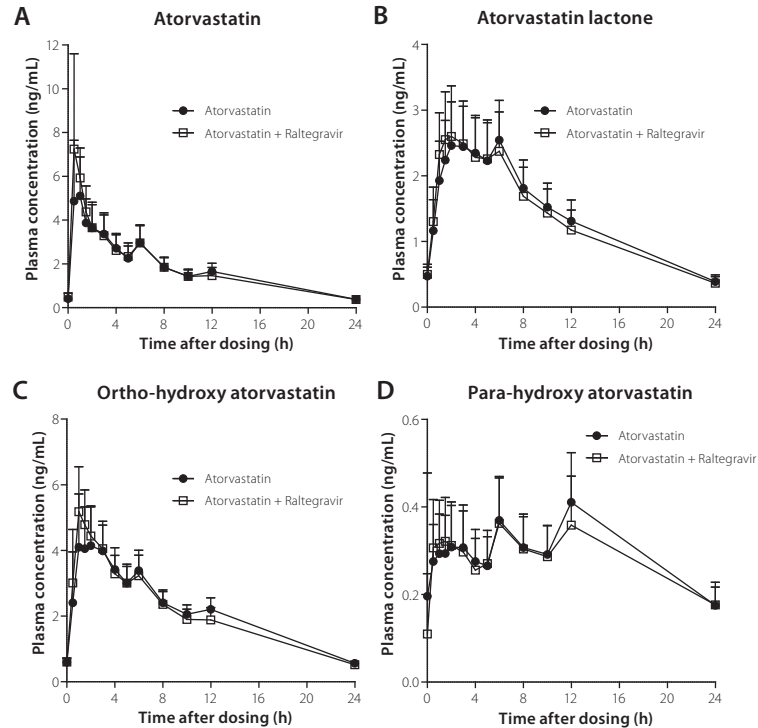 A
Atorvastatin
Plasma concentration (ng/mL)
12
10
8
6
4
2
0
Atorvastatin
Atorvastatin + Raltegravir
0 4 8 12 16 20 24
Time after dosing (h)
B
Atorvastatin lactone
Plasma concentration (ng/mL)
4
3
2
1
0
Atorvastatin
Atorvastatin + Raltegravir
0 4 8 12 16 20 24
Time after dosing (h)
C
Ortho-hydroxy atorvastatin
Plasma concentration (ng/mL)
8
6
4
2
0
Atorvastatin
Atorvastatin + Raltegravir
0 4 8 12 16 20 24
Time after dosing (h)
D
Para-hydroxy atorvastatin
Plasma concentration (ng/mL)
0.6
0.4
0.2
0.0
Atorvastatin
Atorvastatin + Raltegravir
0 4 8 12 16 20 24
Time after dosing (h)